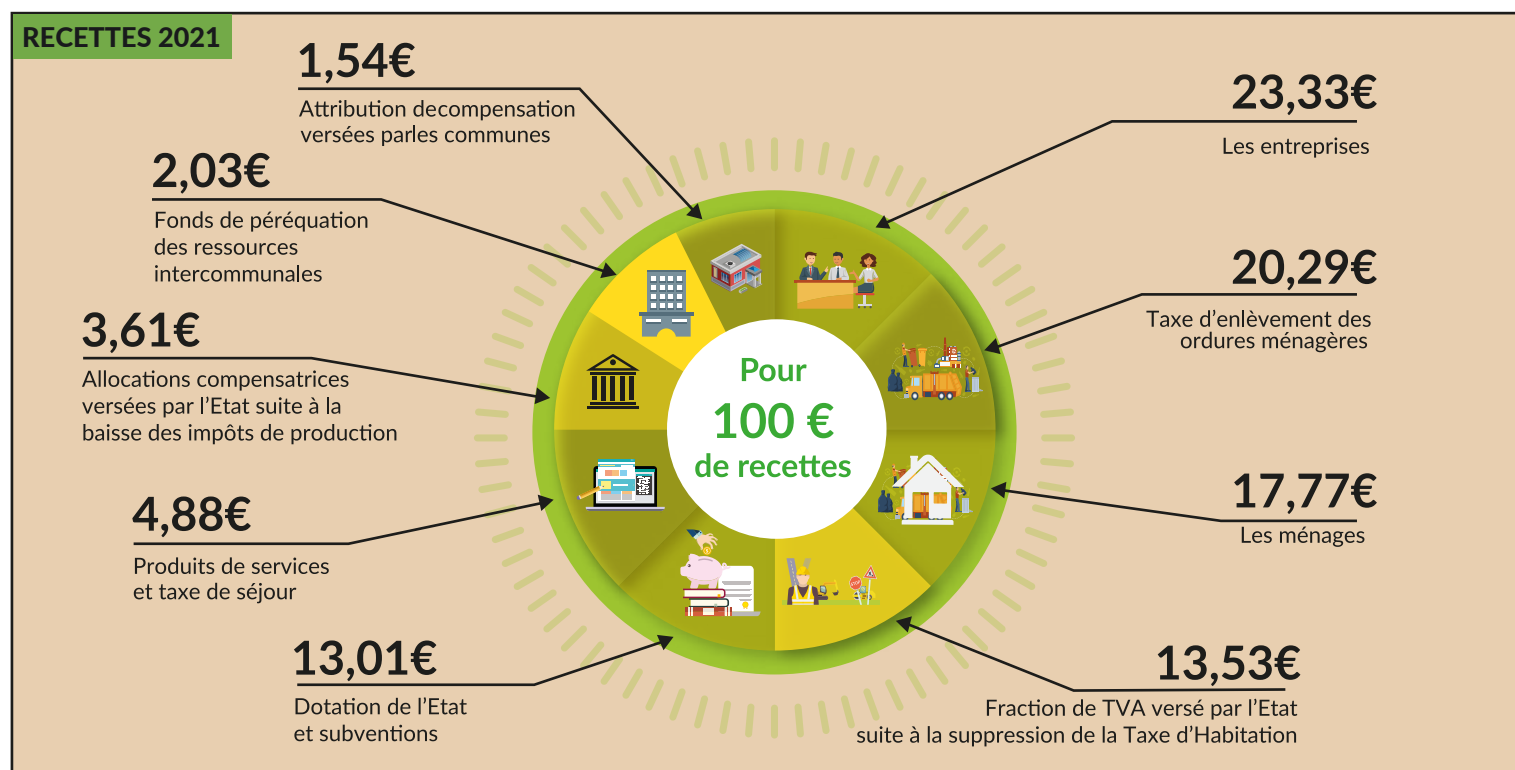 RECETTES 2021
1,54€
Attribution decompensation
versées parles communes
2,03€
Fonds de péréquation
des ressources
intercommunales
3,61€
Allocations compensatrices
versées par l'Etat suite à la
baisse des impôts de production
4,88€
Produits de services
et taxe de séjour
13,01€
Dotation de l'Etat
et subventions
Pour
100 €
de recettes
23,33€
Les entreprises
20,29€
Taxe d'enlèvement des
ordures ménagères
17,77€
Les ménages
13,53€
Fraction de TVA versé par l'Etat
suite à la suppression de la Taxe d'Habitation